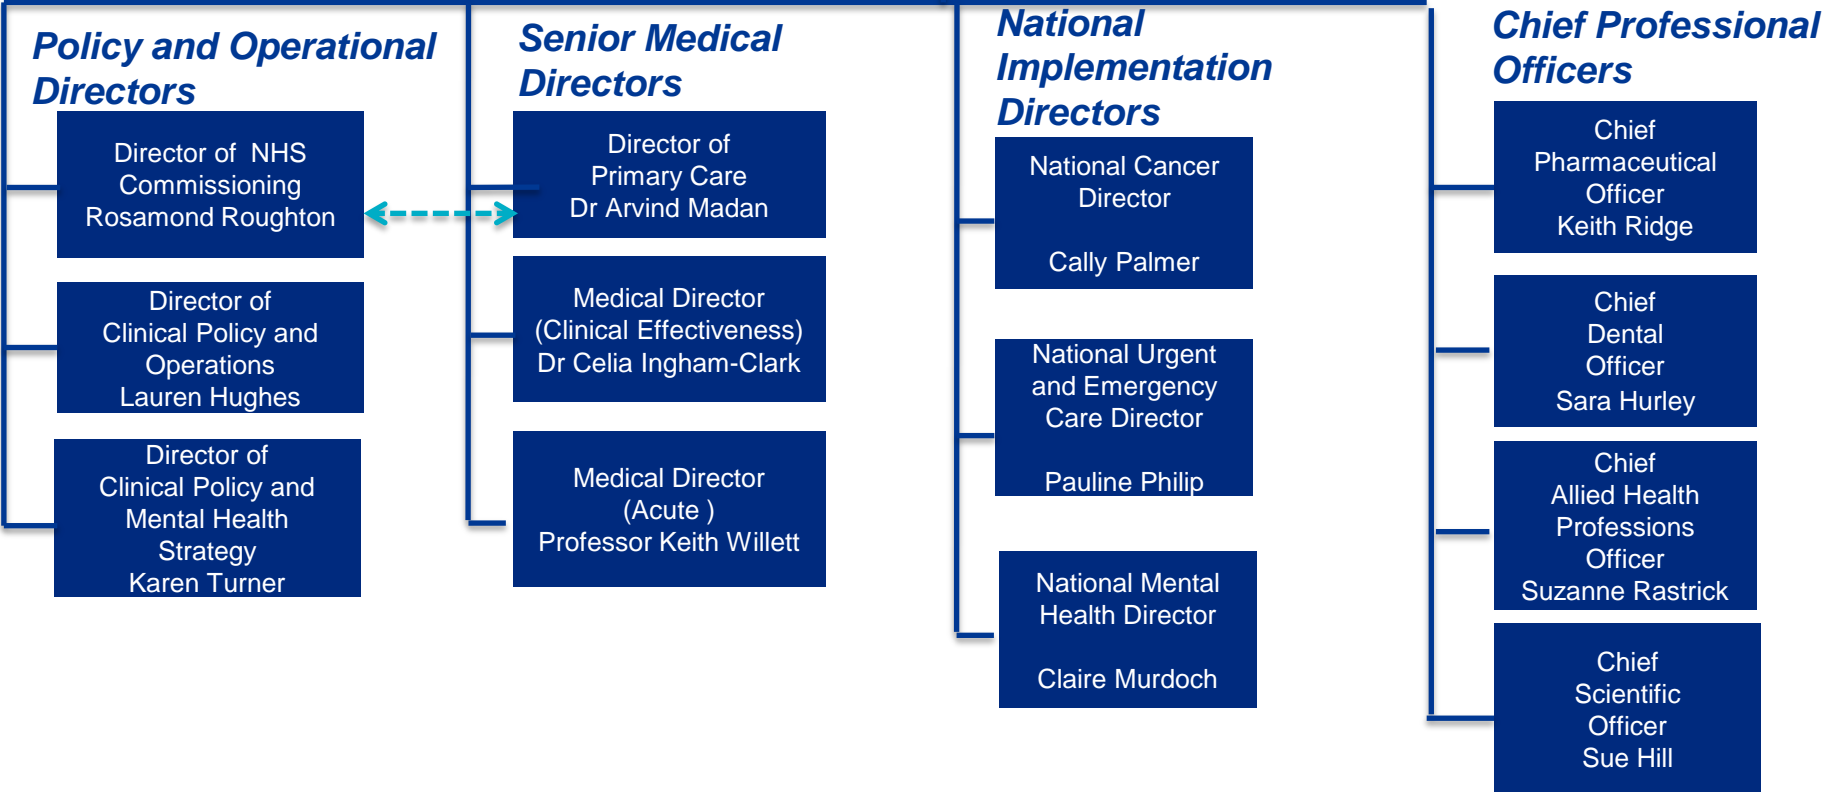 Policy and Operational
Directors
Director of  NHS
Commissioning
Rosamond Roughton
Director of
Clinical Policy and
Operations
Lauren Hughes
Director of
Clinical Policy and
Mental Health
Strategy
Karen Turner
Senior Medical
Directors
Director of
Primary Care
Dr Arvind Madan
Medical Director
(Clinical Effectiveness)
Dr Celia Ingham-Clark
Medical Director
(Acute )
Professor Keith Willett
National
Implementation
Directors
National Cancer
Director
Cally Palmer
National Urgent
and Emergency
Care Director
Pauline Philip
National Mental
Health Director
Claire Murdoch
Chief Professional
Officers
Chief
Pharmaceutical
Officer
Keith Ridge
Chief
Dental
Officer
Sara Hurley
Chief
Allied Health
Professions
Officer
Suzanne Rastrick
Chief
Scientific
Officer
Sue Hill